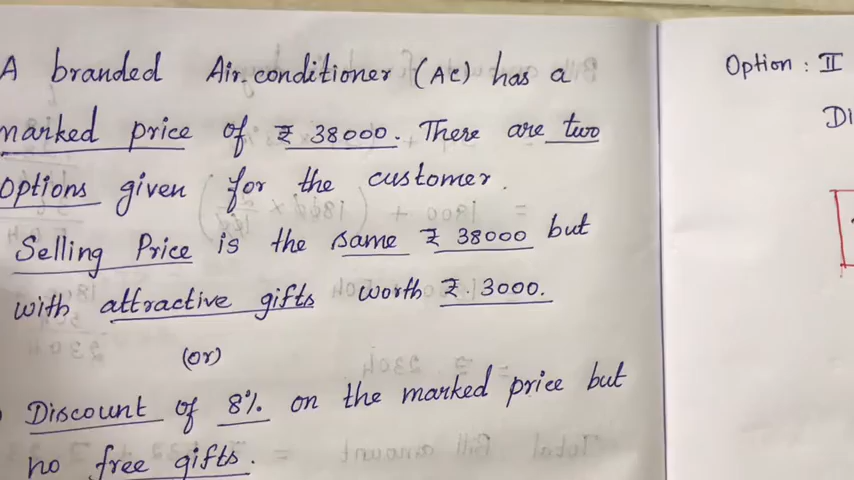 A branded Air conditioner (AC) has a
marked price of ₹ 38000. There are two
options given for the customer.
Selling Price is the same ₹ 38000 but
with attractive gifts worth ₹. 3000.
(or)
Discount of 8% on the marked price but
no free gifts.
Option : II